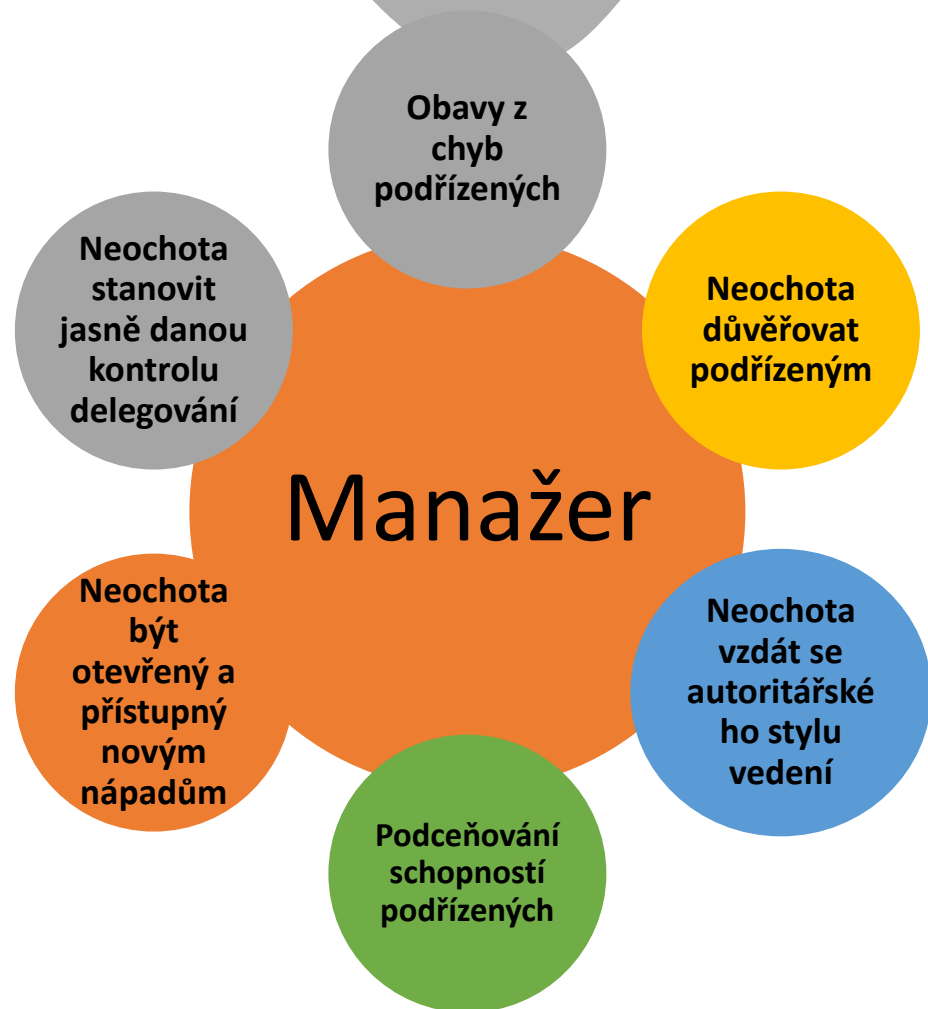 Obavy z
chyb
podřízených
Neochota
stanovit
jasně danou
kontrolu
delegování
Neochota
důvěřovat
podřízeným
Manažer
Neochota
být
otevřený a
přístupný
novým
nápadům
Neochota
vzdát se
autoritářské
ho stylu
vedení
Podceňování
schopností
podřízených